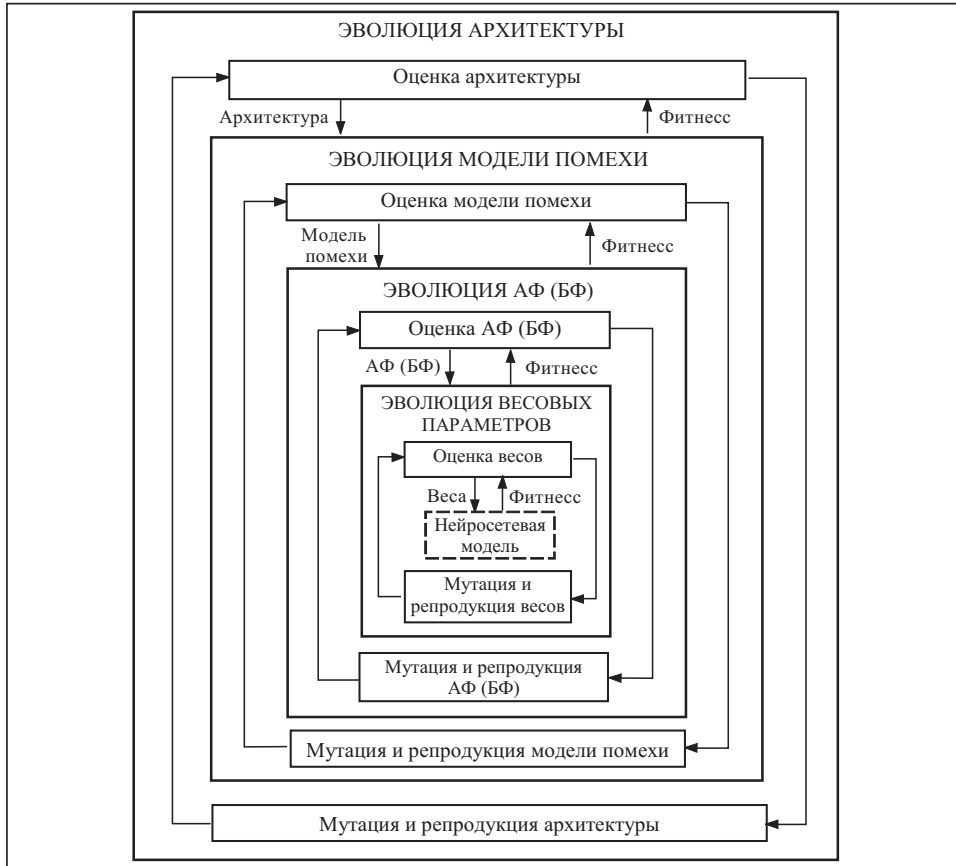 ЭВОЛЮЦИЯ АРХИТЕКТУРЫ
Оценка архитектуры
Архитектура
Фитнесс
ЭВОЛЮЦИЯ МОДЕЛИ ПОМЕХИ
Оценка модели помехи
Модель
помехи
Фитнесс
ЭВОЛЮЦИЯ АФ (БФ)
Оценка АФ (БФ)
АФ (БФ)
Фитнесс
ЭВОЛЮЦИЯ ВЕСОВЫХ
ПАРАМЕТРОВ
Оценка весов
Веса
Фитнесс
Нейросетевая
модель
Мутация и
репродукция весов
Мутация и репродукция
АФ (БФ)
Мутация и репродукция модели помехи
Мутация и репродукция архитектуры